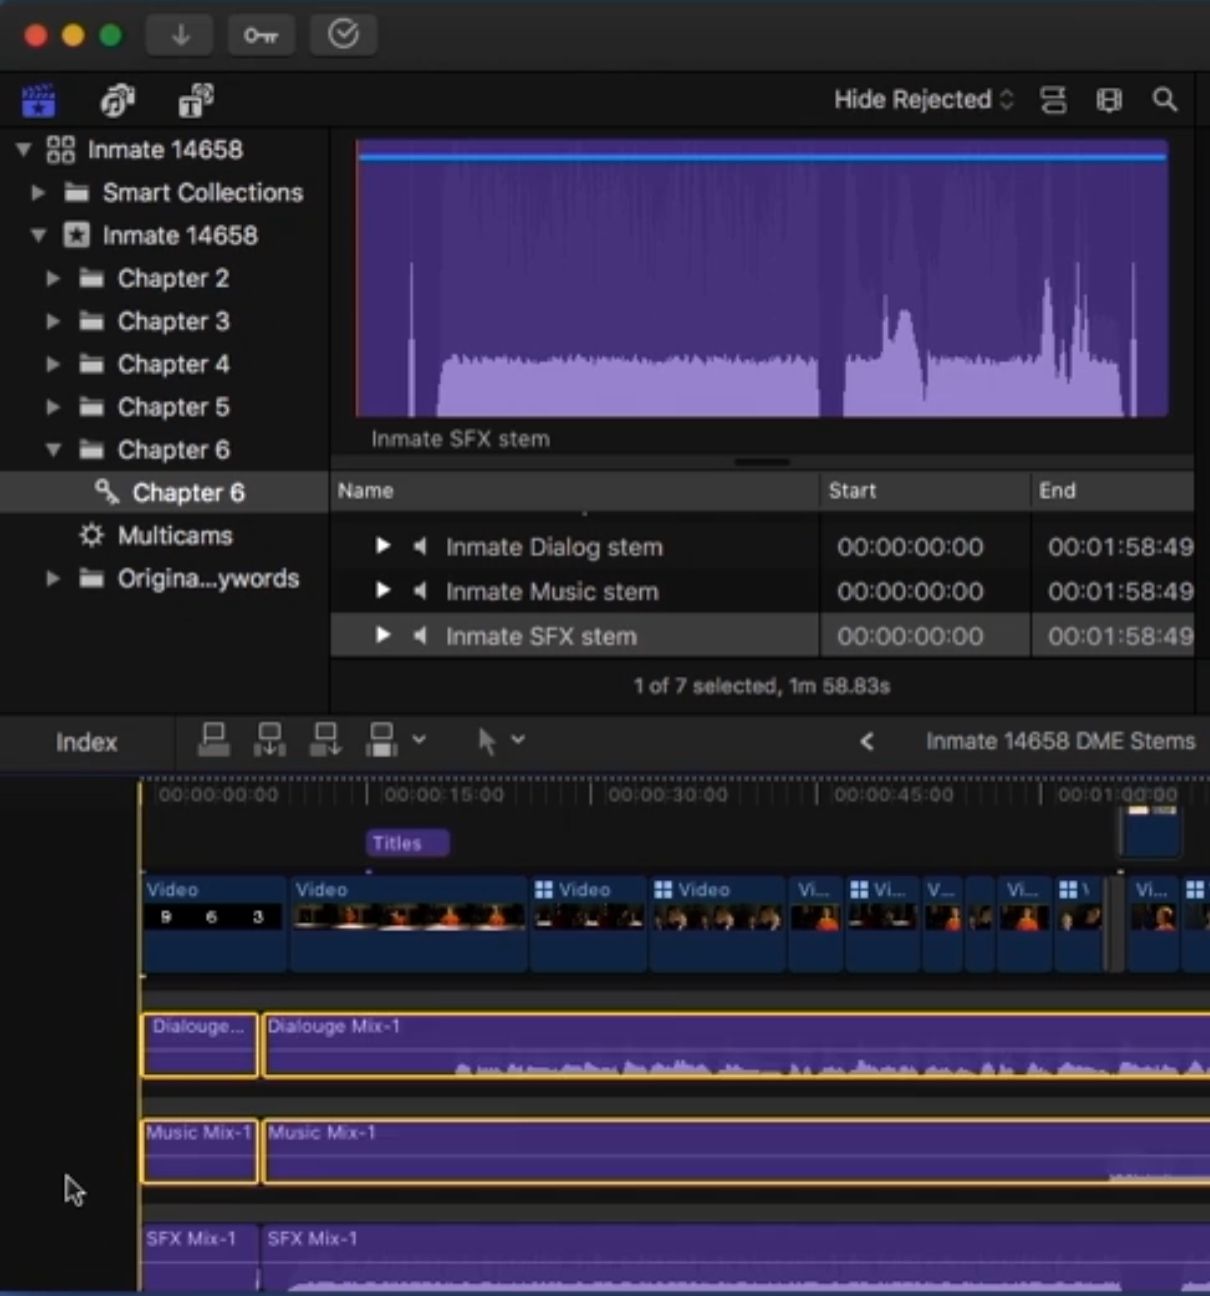 Hide Rejected
Inmate 14658
Smart Collections
Inmate 14658
Chapter 2
Chapter 3
Chapter 4
Chapter 5
Chapter 6
Chapter 6
Multicams
Origina...ywords
Inmate SFX stem
Name Start End
Inmate Dialog stem 00:00:00:00 00:01:58:49
Inmate Music stem 00:00:00:00 00:01:58:49
Inmate SFX stem 00:00:00:00 00:01:58:49
1 of 7 selected, 1m 58.83s
Index Inmate 14658 DME Stems
00:00:00:00 00:00:15:00 00:00:30:00 00:00:45:00 00:01:00:00
Titles
Video Video Video Video Vi... Vi... V... Vi... Vi...
9 6 3
Dialouge... Dialouge Mix-1
Music Mix-1 Music Mix-1
SFX Mix-1 SFX Mix-1